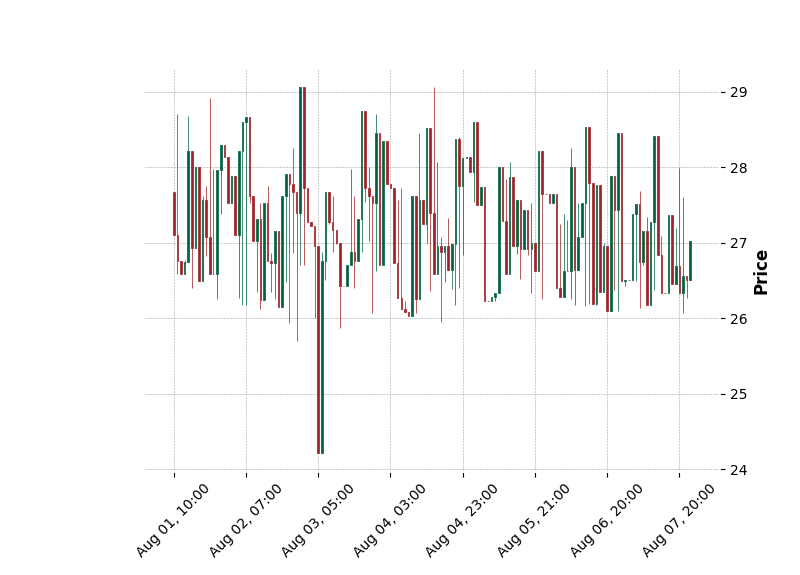 29
28
27
26
25
24
Price
Aug 01, 10:00
Aug 02, 07:00
Aug 03, 05:00
Aug 04, 03:00
Aug 04, 23:00
Aug 05, 21:00
Aug 06, 20:00
Aug 07, 20:00